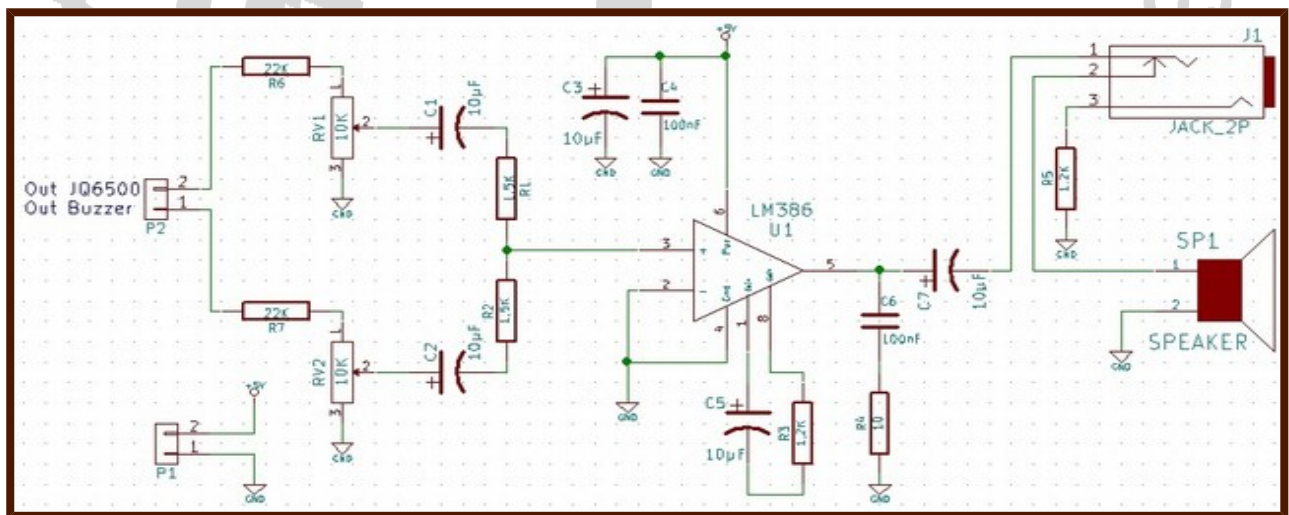 +5V
J1
1
2
3
JACK_2P
22K
R6
1
RV1
10K
2
3
GND
C1
10µF
1.5K
R1
C3
10µF
GND
C4
100nF
GND
R5
1.2K
GND
Out JQ6500
Out Buzzer
2
1
P2
LM386
U1
6
3
+
2
-
5
4
1
8
Gnd
GND
C7
10µF
SP1
1
2
SPEAKER
GND
C6
100nF
R4
10
GND
22K
R7
1
RV2
10K
2
3
GND
C2
10µF
R2
1.5K
C5
10µF
R3
1.2K
+5V
2
1
P1
GND